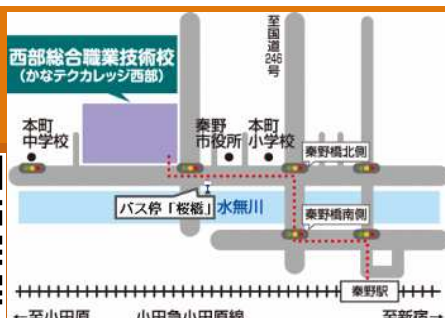 西部総合職業技術校
(かなテクカレッジ西部)
至国道246号
本町
中学校
秦野
市役所
本町
小学校
秦野橋北側
バス停「桜橋」
水無川
秦野橋南側
秦野駅
←至小田原
小田急小田原線
至新宿→